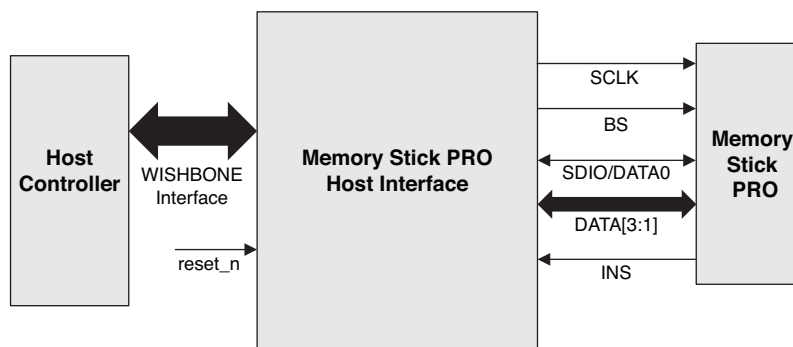 Host
Controller
WISHBONE
Interface
reset_n
Memory Stick PRO
Host Interface
SCLK
BS
SDIO/DATA0
DATA[3:1]
INS
Memory
Stick
PRO